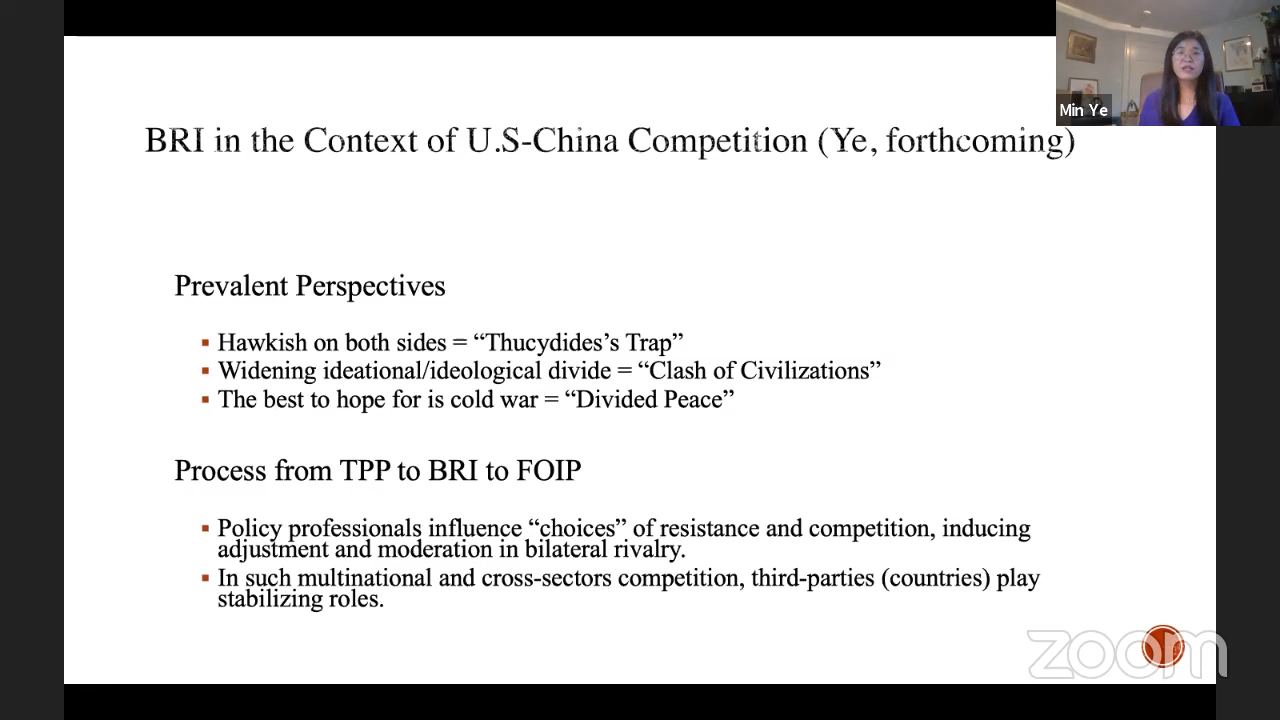 Min Ye
BRI in the Context of U.S-China Competition (Ye, forthcoming)
Prevalent Perspectives
▪ Hawkish on both sides = “Thucydides’s Trap”
▪ Widening ideational/ideological divide = “Clash of Civilizations”
▪ The best to hope for is cold war = “Divided Peace”
Process from TPP to BRI to FOIP
▪ Policy professionals influence “choices” of resistance and competition, inducing
adjustment and moderation in bilateral rivalry.
▪ In such multinational and cross-sectors competition, third-parties (countries) play
stabilizing roles.
zoom